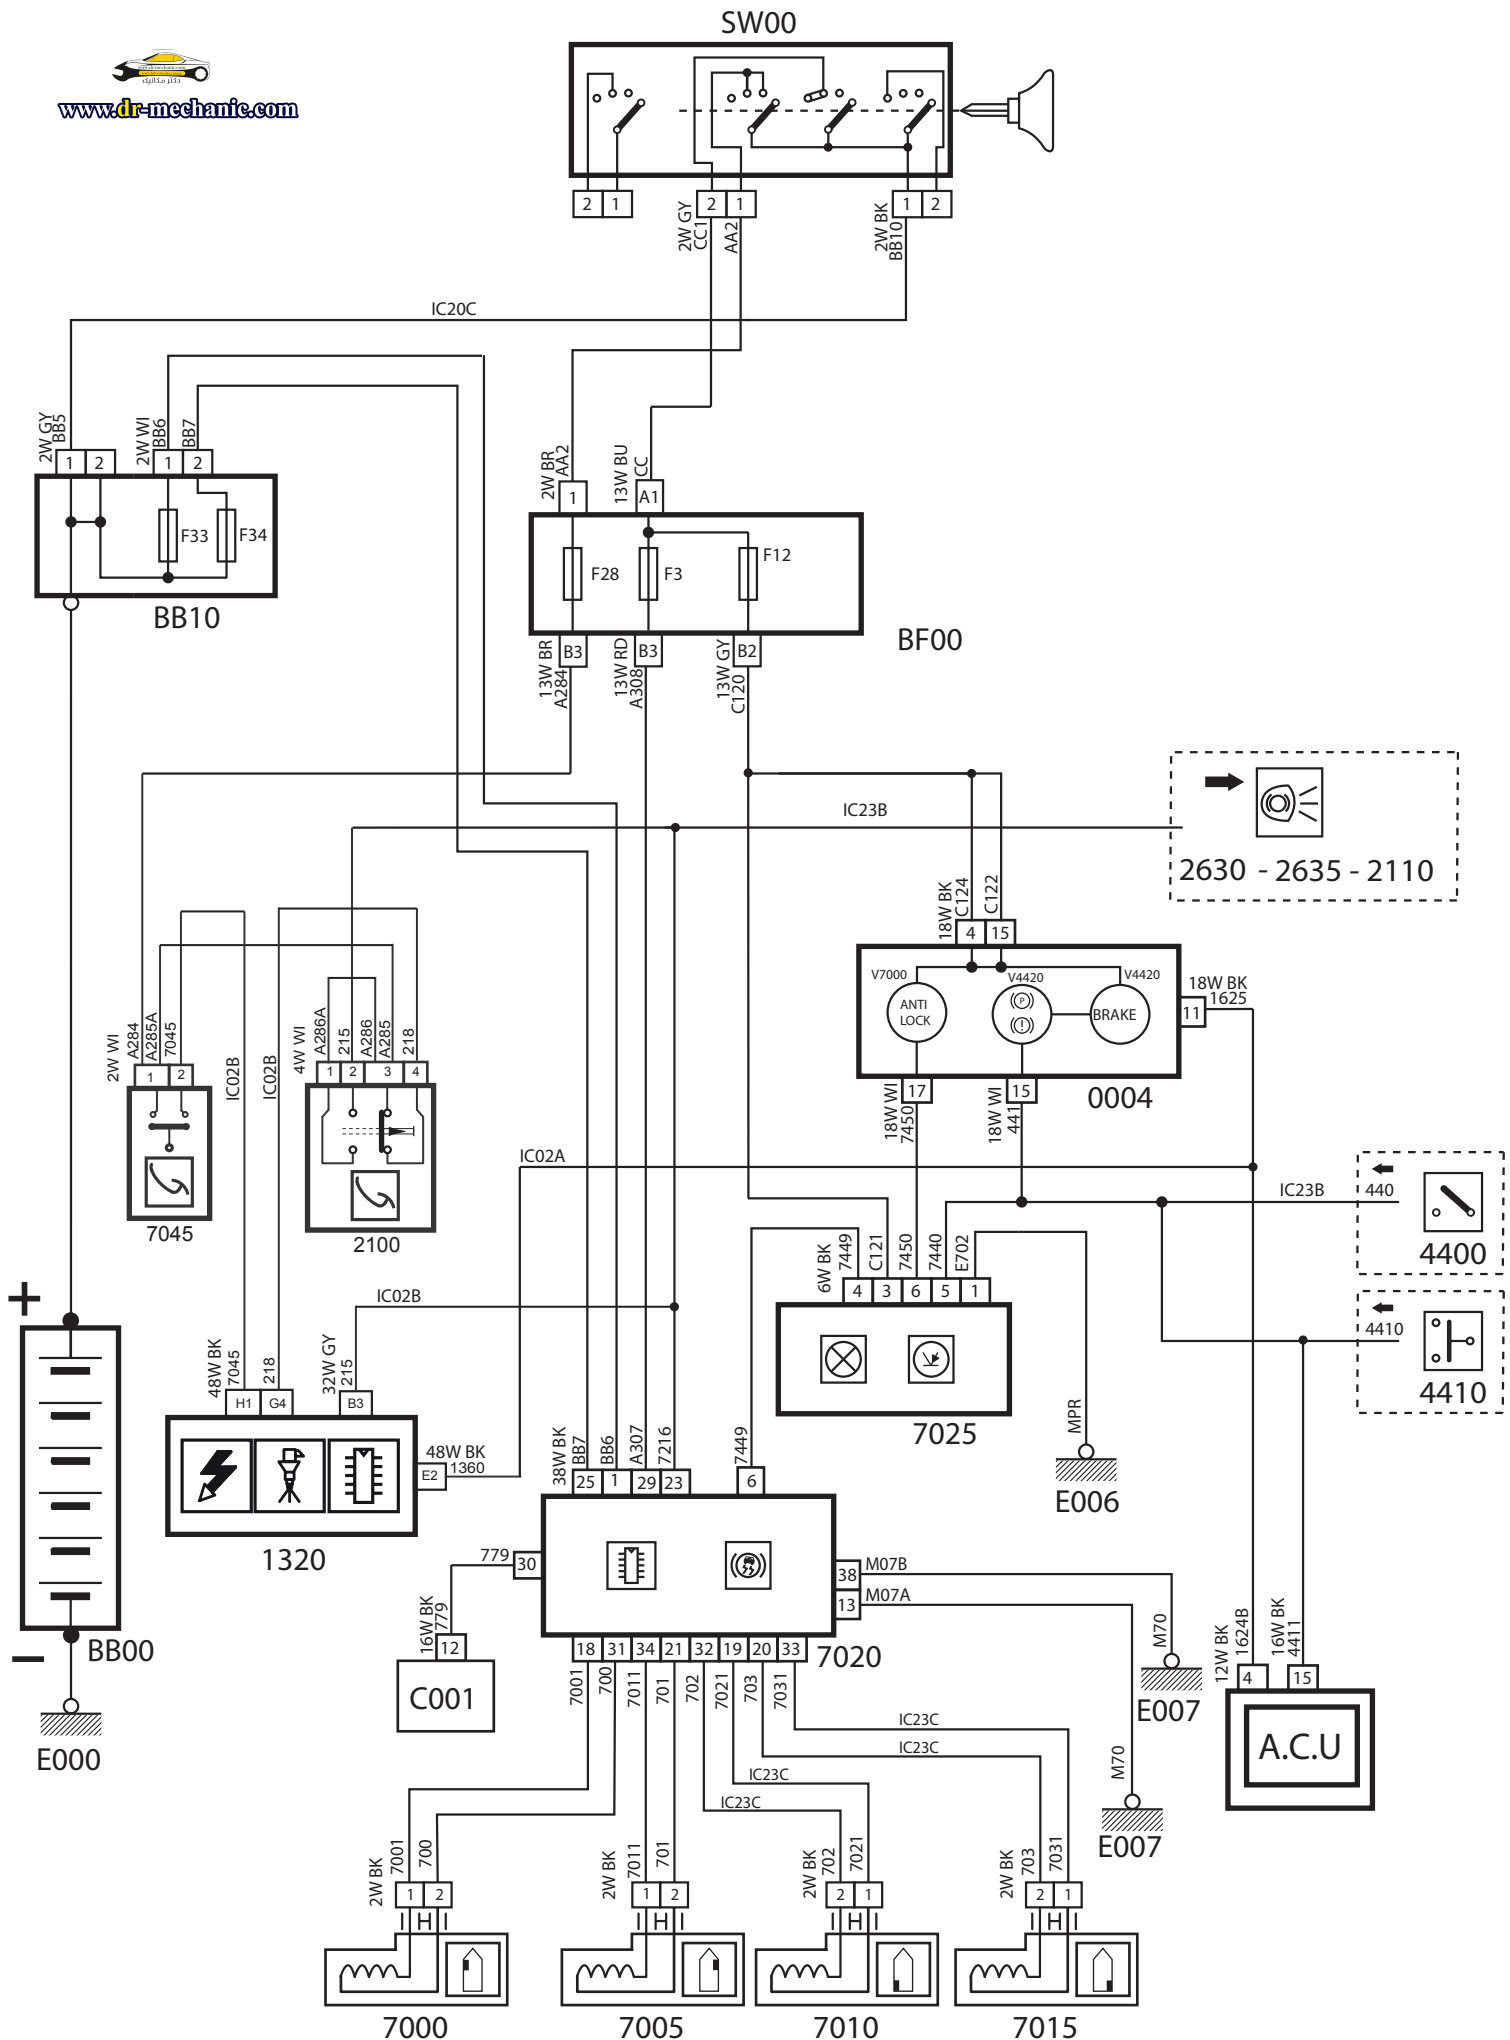 SW00
www.dr-mechanic.com
دکتر مکانیک
2 1 2 1 1 2
2W GY
CC1
AA2
2W BK
BB10
IC20C
2W GY
BB5
2W WI
BB6
BB7
1 2 1 2
F33
F34
BB10
2W BR
AA2
13W BU
CC
1 A1
F28
F3
F12
BF00
B3 B3 B2
13W BR
A284
13W RD
A308
13W GY
C120
IC23B
2630 - 2635 - 2110
18W BK
C124
C122
4 15
V7000
V4420
V4420
ANTI
LOCK
(P)
(!)
BRAKE
18W BK
1625
11
0004
17 15
18W WI
7450
18W WI
441
2W WI
A284
A285A
7045
IC02B
IC02B
4W WI
A286A
215
A286
A285
218
1 2
1 2 3 4
7045
2100
IC02A
IC23B
440
4400
4410
4410
6W BK
7449
C121
7450
7440
E702
4 3 6 5 1
7025
MPR
E006
+
IC02B
48W BK
7045
218
32W GY
215
H1 G4 B3
48W BK
1360
E2
1320
BB00
−
E000
38W BK
BB7
BB6
A307
7216
7449
25 1 29 23 6
779
30
16W BK
779
12
C001
38
M07B
13
M07A
7020
18 31 34 21 32 19 20 33
7001
700
7011
701
702
7021
703
7031
M70
E007
M70
E007
12W BK
1624B
16W BK
4411
4 15
A.C.U
IC23C
IC23C
IC23C
IC23C
2W BK
7001
700
2W BK
7011
701
2W BK
702
7021
2W BK
703
7031
1 2 1 2 2 1 2 1
7000
7005
7010
7015